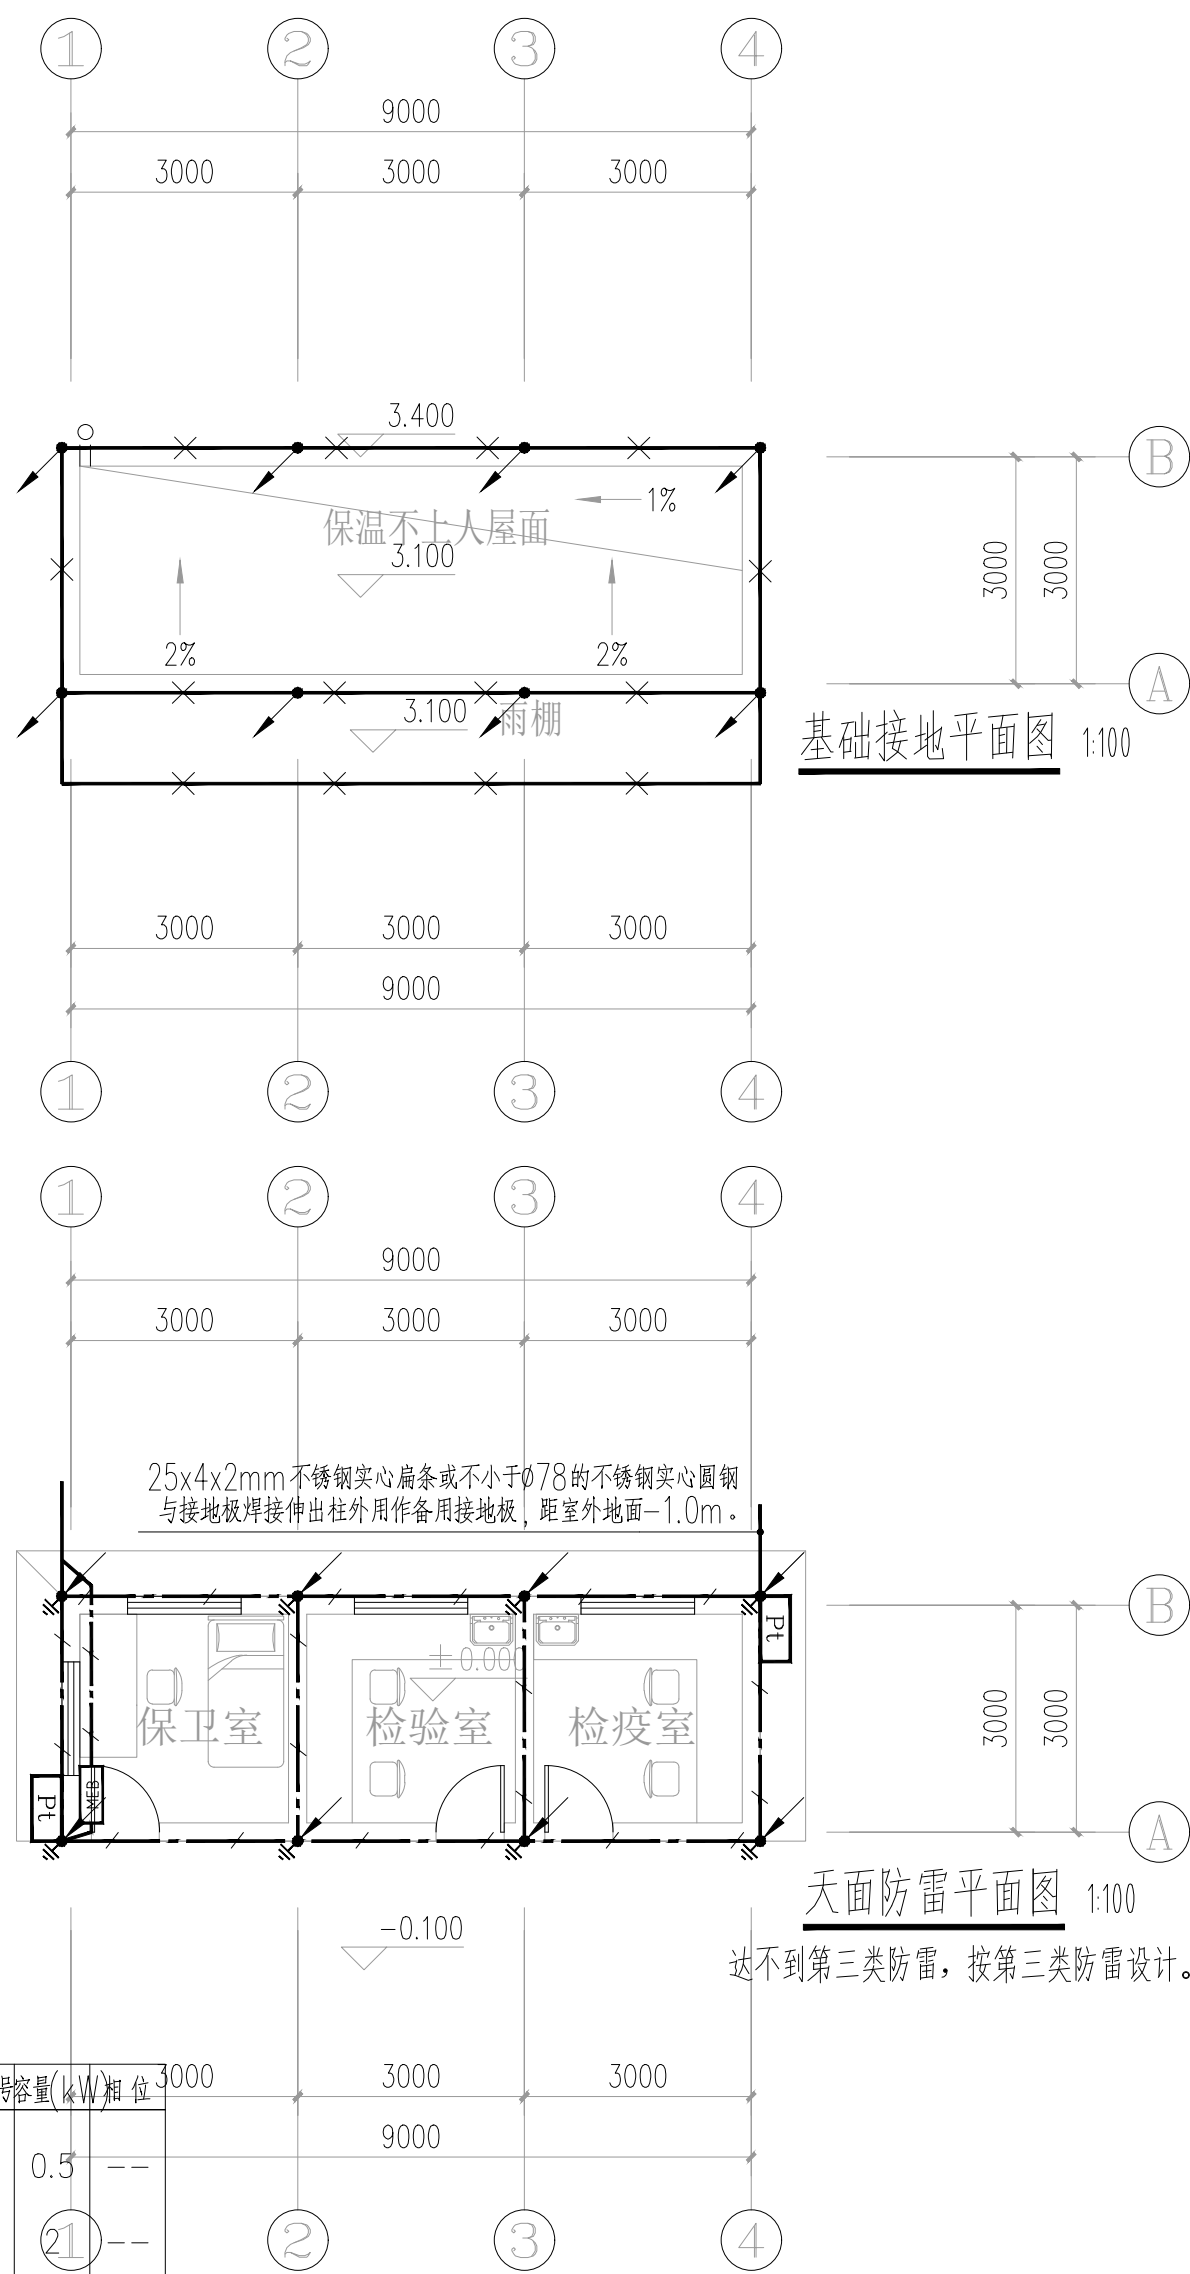 1 2 3 4
9000
3000 3000 3000
3.400
B
1%
保温不上人屋面
3.100
3000 3000
2% 2%
A
3.100 雨棚
基础接地平面图 1:100
3000 3000 3000
9000
1 2 3 4
1 2 3 4
9000
3000 3000 3000
25x4x2mm不锈钢实心扁条或不小于ø78的不锈钢实心圆钢
与接地极焊接伸出柱外用作备用接地极，距室外地面-1.0m。
B
Pt
±0.000
保卫室 检验室 检疫室
3000 3000
Pt MEB
A
天面防雷平面图 1:100
-0.100
达不到第三类防雷，按第三类防雷设计。
号 容量(kW) 相 位
3000 3000 3000
9000
0.5 --
2 --
1 2 3 4